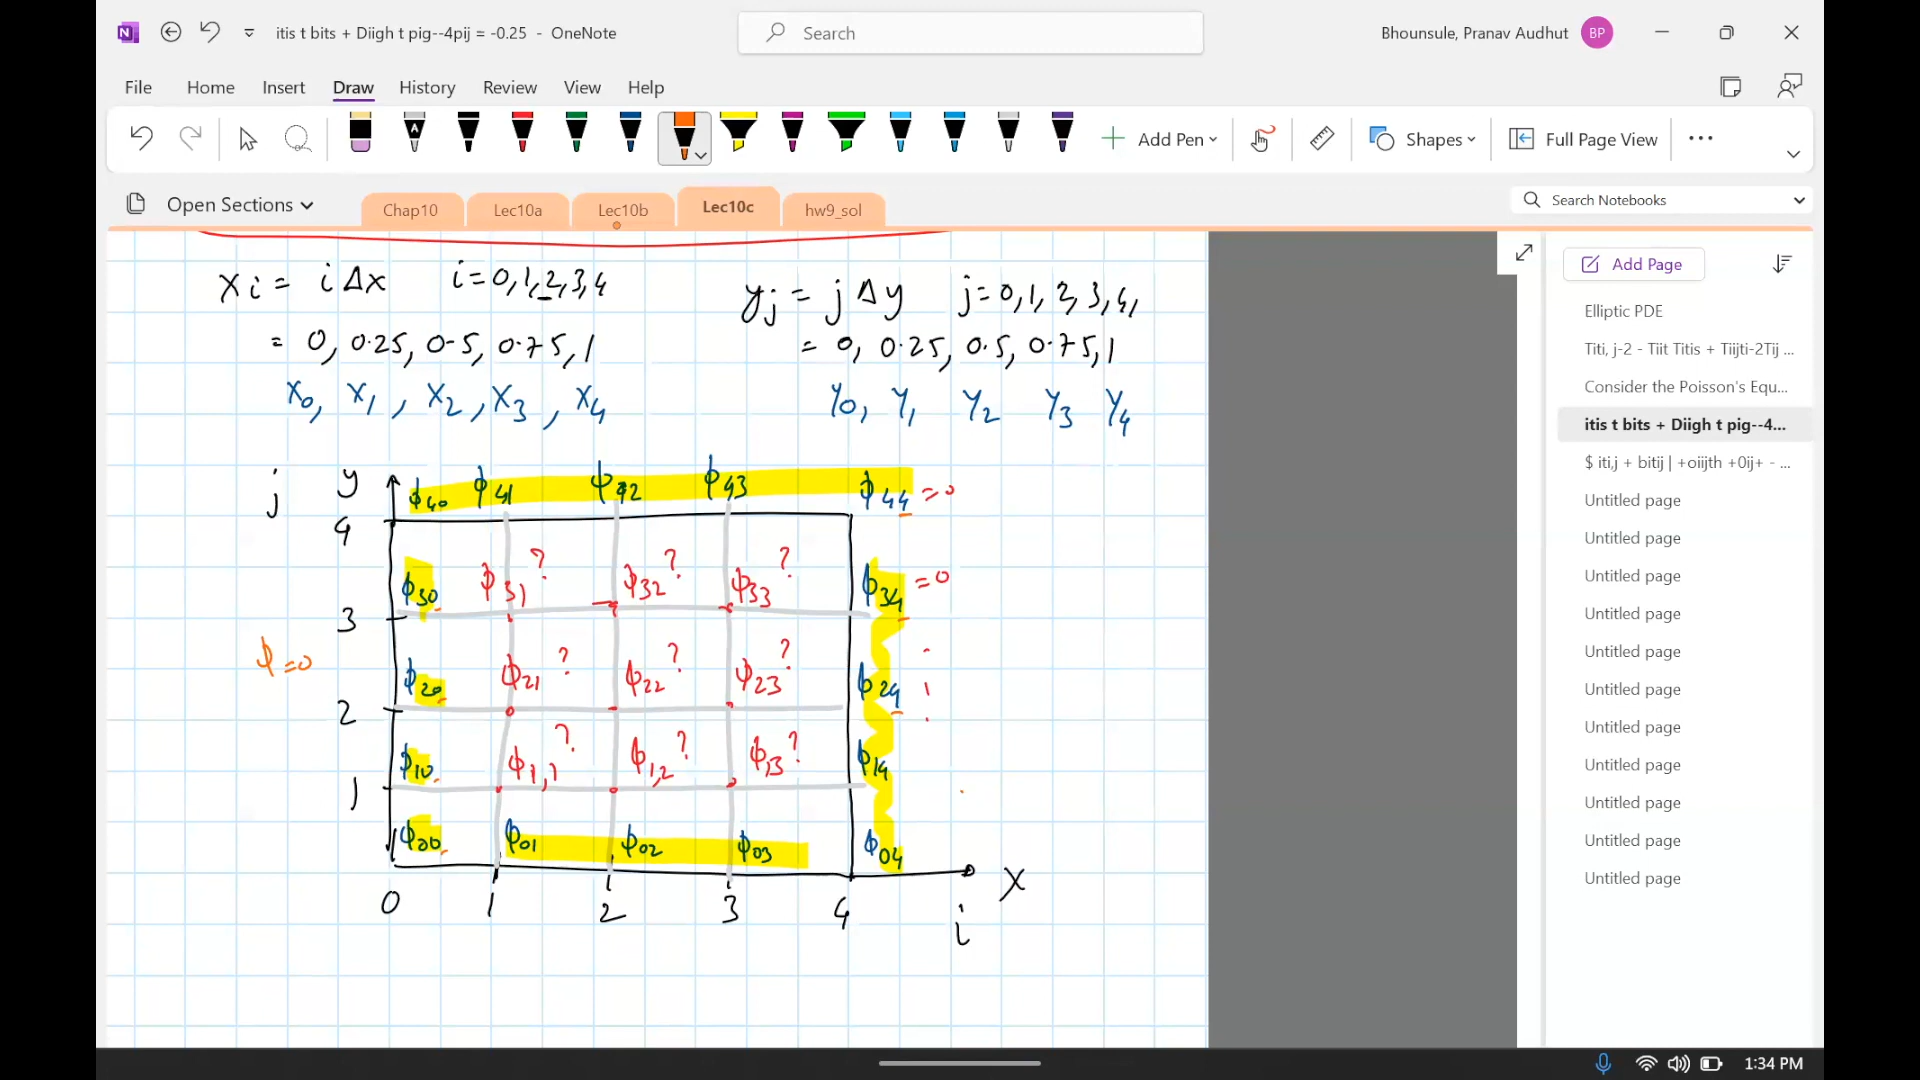 itis t bits + Diigh t pig--4pij = -0.25 - OneNote
Search
Bhounsule, Pranav Audhut BP
File Home Insert Draw History Review View Help
Add Pen Shapes Full Page View
Open Sections Chap10 Lec10a Lec10b Lec10c hw9_sol Search Notebooks
xi = i Δx i=0,1,2,3,4
= 0, 0.25, 0.5, 0.75, 1
x0, x1, x2, x3, x4
yj = j Δy j=0,1,2,3,4,
= 0, 0.25, 0.5, 0.75, 1
y0, y1, y2 y3 y4
j y ϕ40 ϕ41 ϕ42 ϕ43 ϕ44 =0
4
ϕ30 ϕ31? ϕ32? ϕ33? ϕ34 =0
3
ϕ=0 ϕ20 ϕ21? ϕ22? ϕ23? ϕ24
2
ϕ10 ϕ1,1? ϕ1,2? ϕ13? ϕ14
1
ϕ00 ϕ01 ϕ02 ϕ03 ϕ04
0 1 2 3 4 x
i
Add Page
Elliptic PDE
Titi, j-2 - Tiit Titis + Tiijti-2Tij ...
Consider the Poisson's Equ...
itis t bits + Diigh t pig--4...
$ iti,j + bitij | +oiijth +0ij+ - ...
Untitled page
Untitled page
Untitled page
Untitled page
Untitled page
Untitled page
Untitled page
Untitled page
Untitled page
Untitled page
Untitled page
1:34 PM